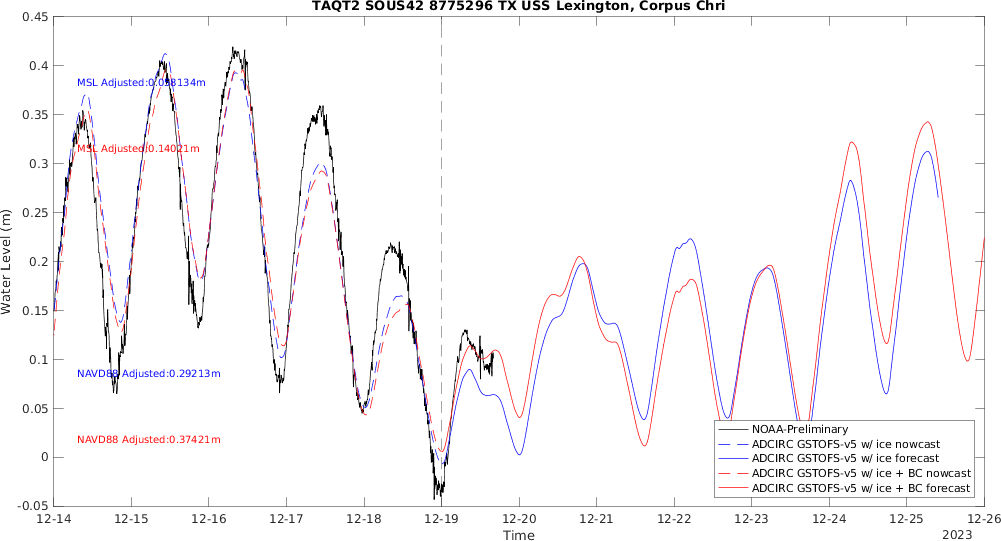 TAQT2 SOUS42 8775296 TX USS Lexington, Corpus Chri
0.45
0.4
0.35
0.3
0.25
0.2
0.15
0.1
0.05
0
-0.05
Water Level (m)
MSL Adjusted:0.098134m
MSL Adjusted:0.14021m
NAVD88 Adjusted:0.29213m
NAVD88 Adjusted:0.37421m
NOAA-Preliminary
ADCIRC GSTOFS-v5 w/ ice nowcast
ADCIRC GSTOFS-v5 w/ ice forecast
ADCIRC GSTOFS-v5 w/ ice + BC nowcast
ADCIRC GSTOFS-v5 w/ ice + BC forecast
12-14 12-15 12-16 12-17 12-18 12-19 12-20 12-21 12-22 12-23 12-24 12-25 12-26
Time
2023